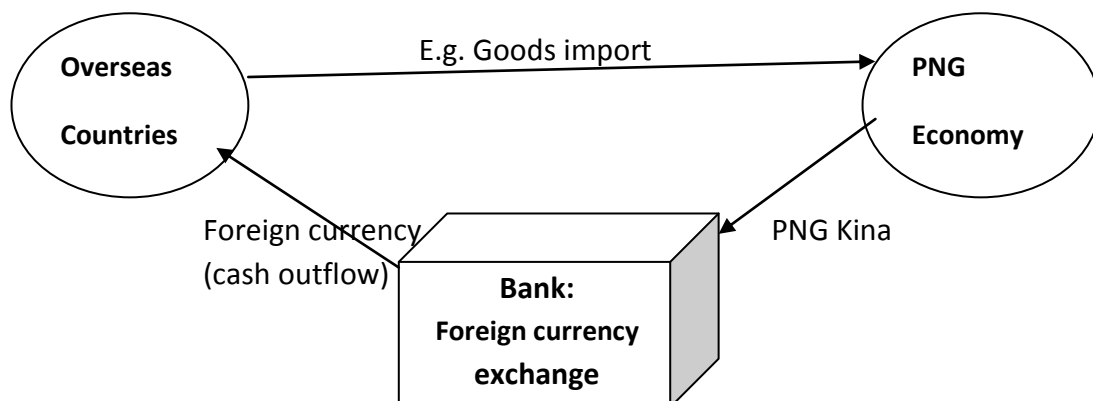 E.g. Goods import
Overseas
Countries
PNG
Economy
Foreign currency
(cash outflow)
PNG Kina
Bank:
Foreign currency
exchange